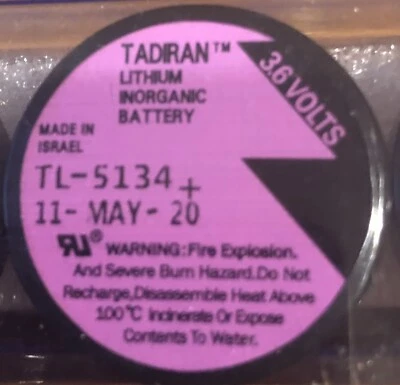 TADIRAN™
LITHIUM
INORGANIC
BATTERY
3.6 VOLTS
MADE IN
ISRAEL
TL-5134 +
11-MAY-20
RU®
WARNING: Fire Explosion.
And Severe Burn Hazard. Do Not
Recharge, Disassemble Heat Above
100°C Incinerate Or Expose
Contents To Water.